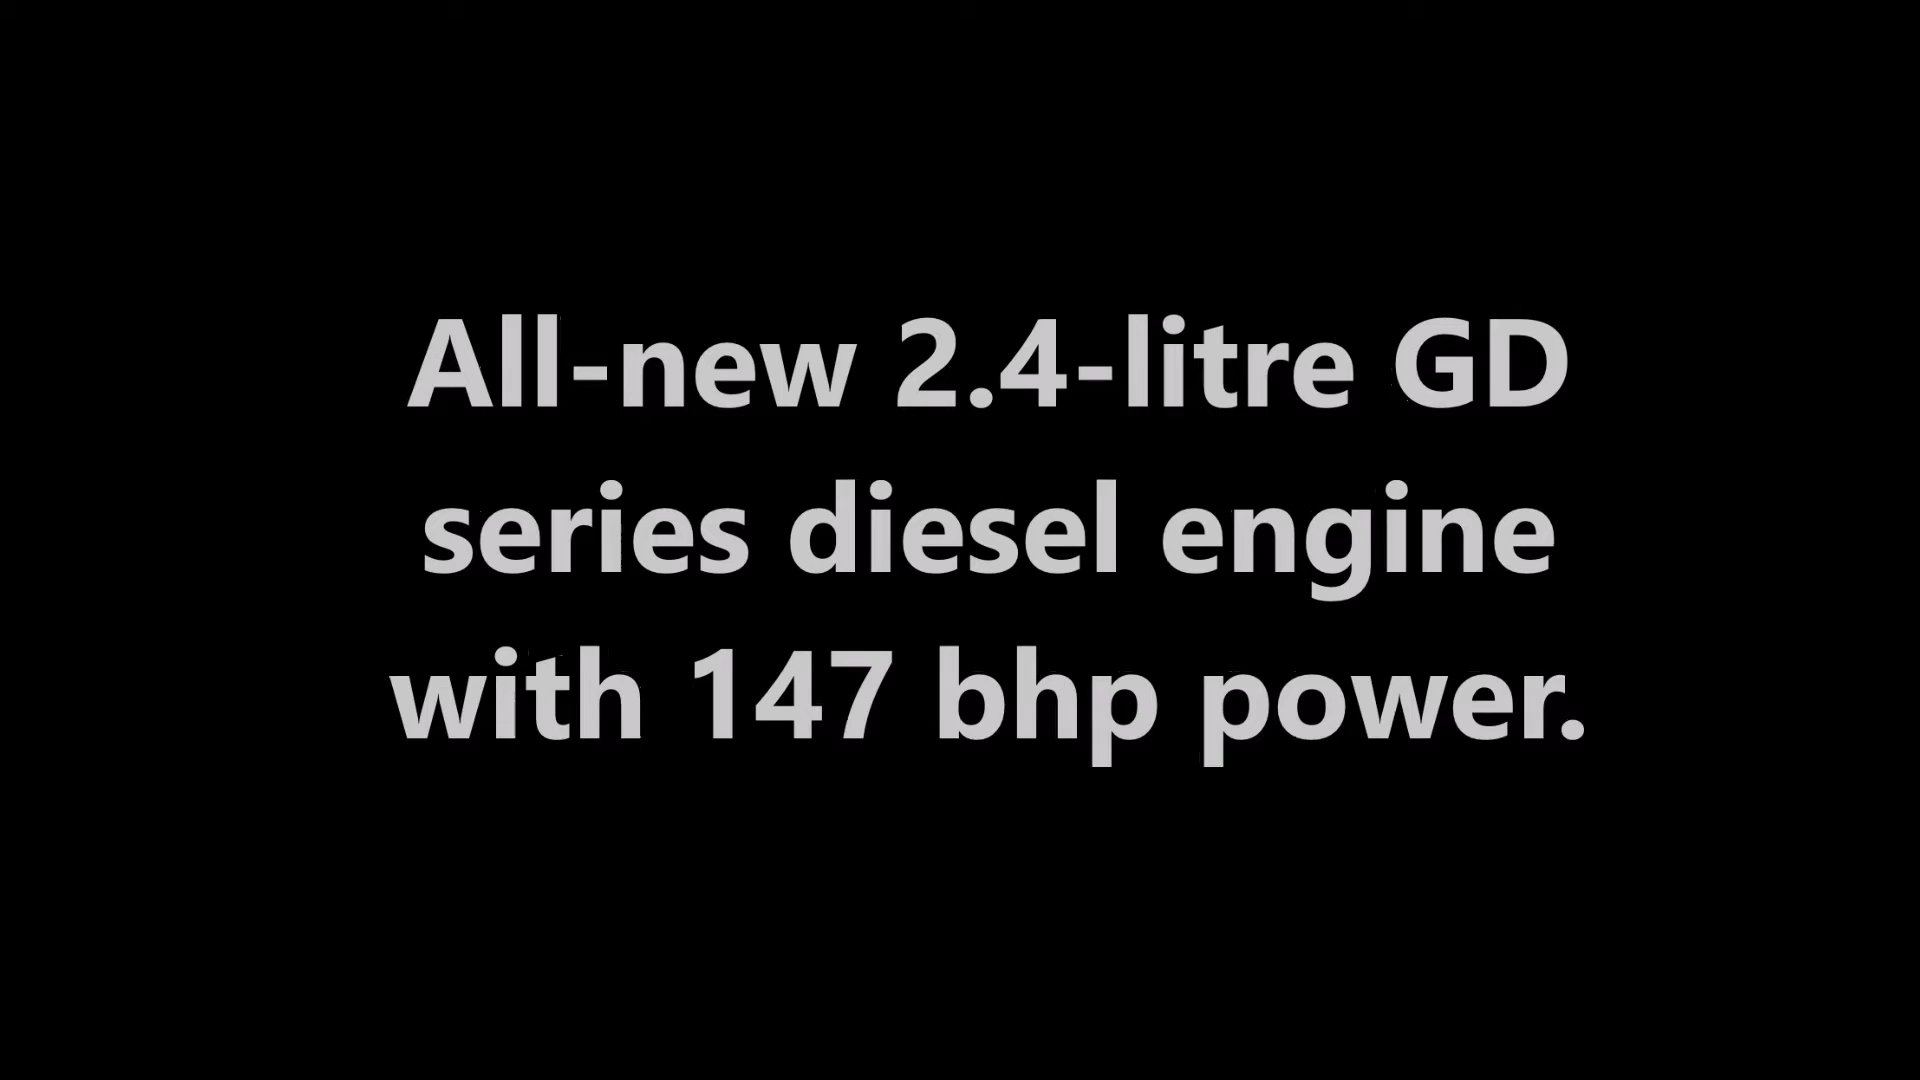 All-new 2.4-litre GD
series diesel engine
with 147 bhp power.